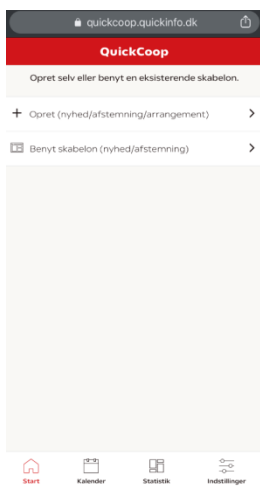 quickcoop.quickinfo.dk
QuickCoop
Opret selv eller benyt en eksisterende skabelon.
Opret (nyhed/afstemning/arrangement)
Benyt skabelon (nyhed/afstemning)
Start Kalender Statistik Indstillinger